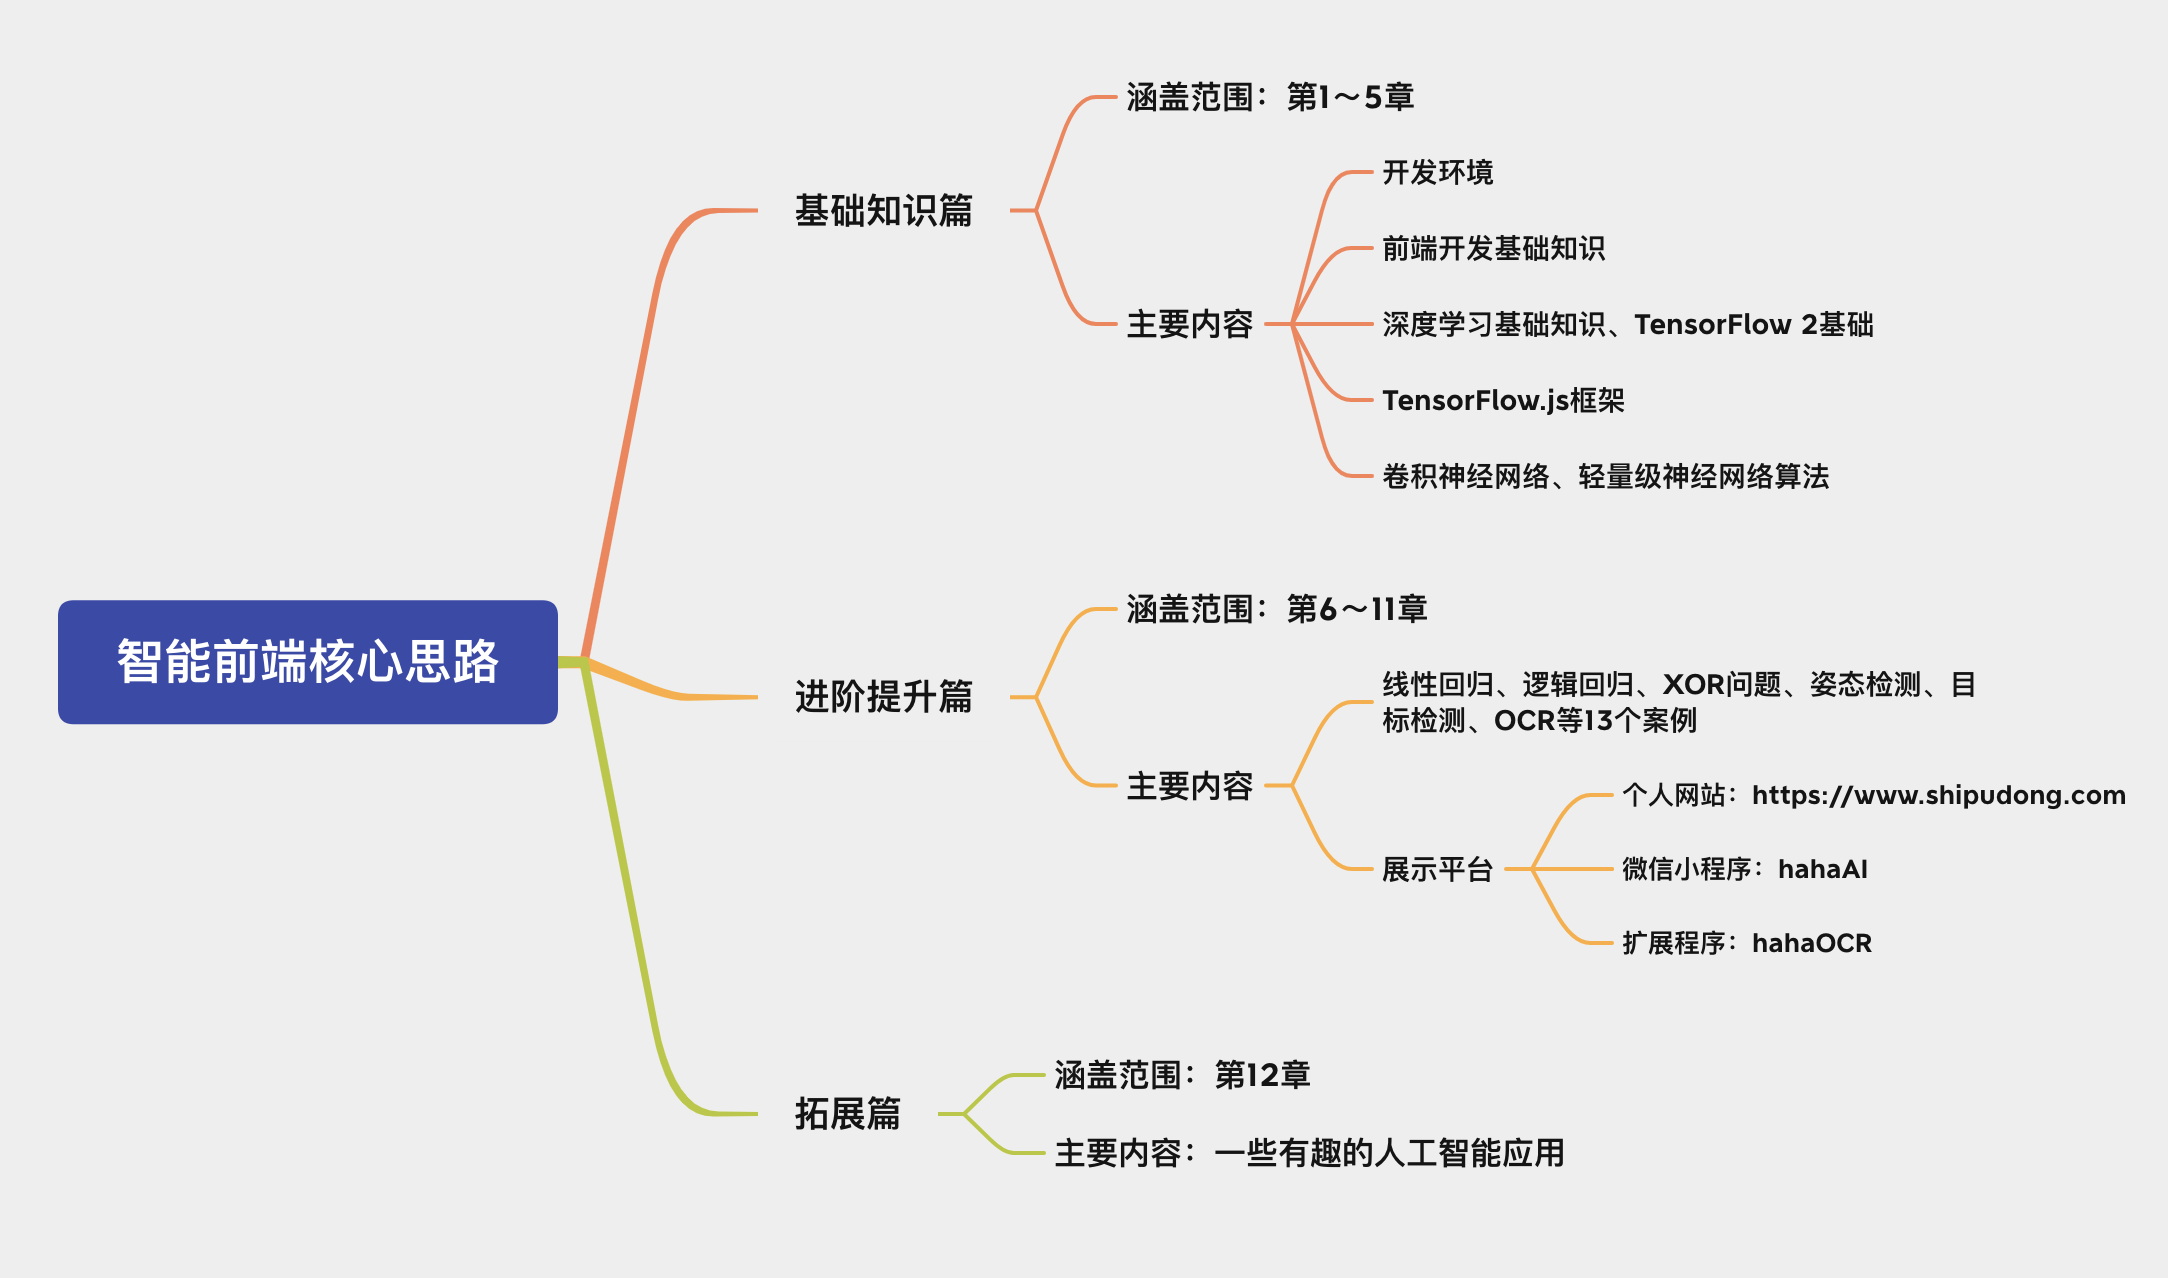 智能前端核心思路
基础知识篇
涵盖范围：第1～5章
主要内容
开发环境
前端开发基础知识
深度学习基础知识、TensorFlow 2基础
TensorFlow.js框架
卷积神经网络、轻量级神经网络算法
进阶提升篇
涵盖范围：第6～11章
主要内容
线性回归、逻辑回归、XOR问题、姿态检测、目
标检测、OCR等13个案例
展示平台
个人网站：https://www.shipudong.com
微信小程序：hahaAI
扩展程序：hahaOCR
拓展篇
涵盖范围：第12章
主要内容：一些有趣的人工智能应用